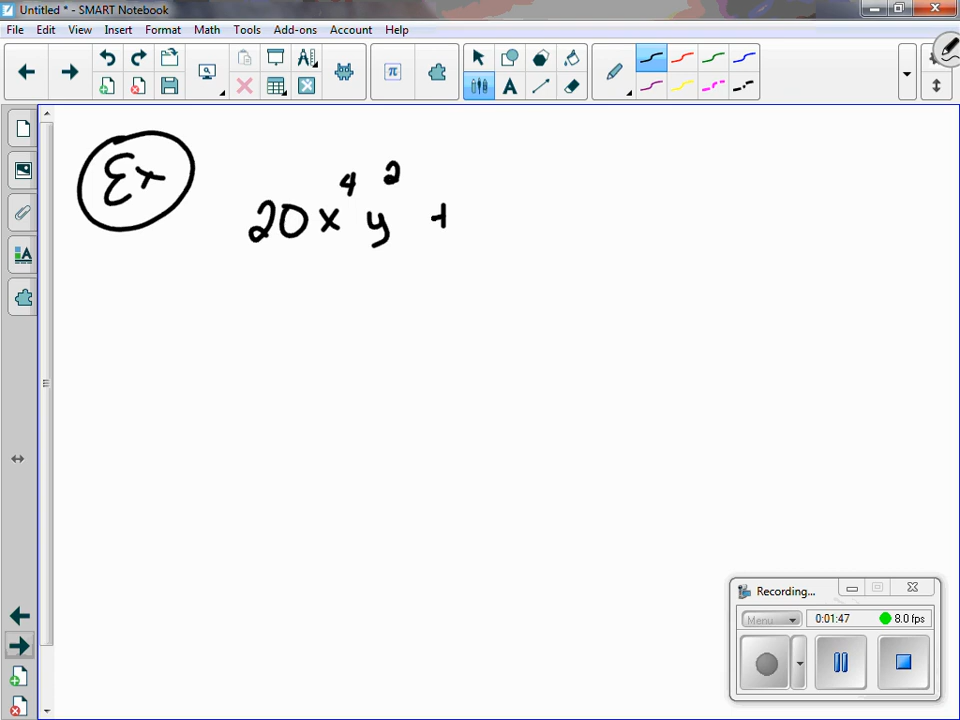 Untitled * - SMART Notebook
File Edit View Insert Format Math Tools Add-ons Account Help
π
A
Ex
20x⁴y² +
Recording...
Menu 0:01:47 8.0 fps